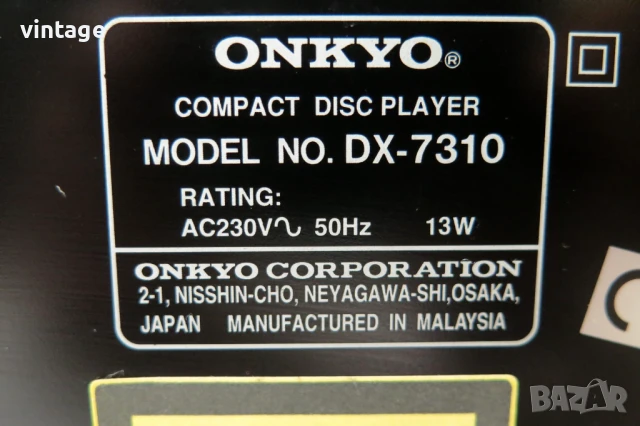 vintage
ONKYO®
COMPACT DISC PLAYER
MODEL NO. DX-7310
RATING:
AC230V∿ 50Hz 13W
ONKYO CORPORATION
2-1, NISSHIN-CHO, NEYAGAWA-SHI,OSAKA,
JAPAN MANUFACTURED IN MALAYSIA
BAZAR